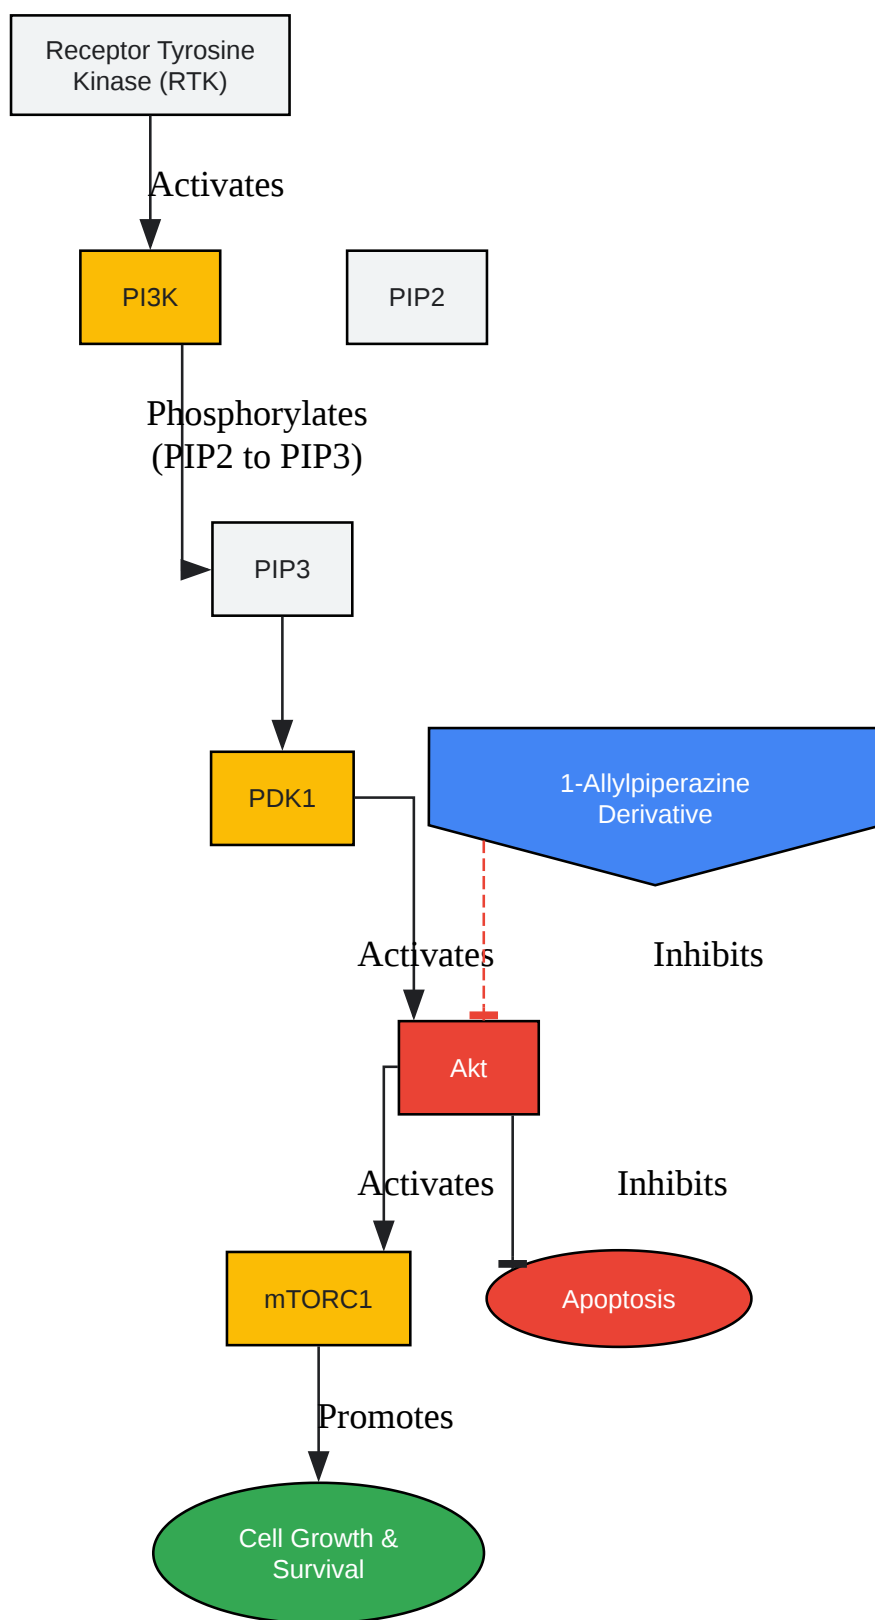 Receptor Tyrosine
Kinase (RTK)
Activates
PI3K
PIP2
Phosphorylates
(PIP2 to PIP3)
PIP3
PDK1
1-Allylpiperazine
Derivative
Activates
Inhibits
Akt
Activates
Inhibits
mTORC1
Apoptosis
Promotes
Cell Growth &
Survival